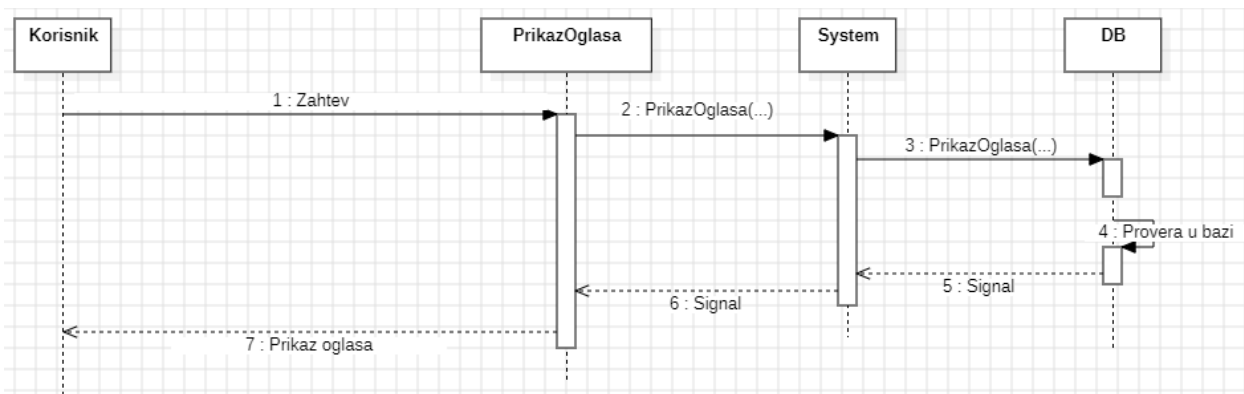 Korisnik
PrikazOglasa
System
DB
1 : Zahtev
2 : PrikazOglasa(...)
3 : PrikazOglasa(...)
4 : Provera u bazi
5 : Signal
6 : Signal
7 : Prikaz oglasa